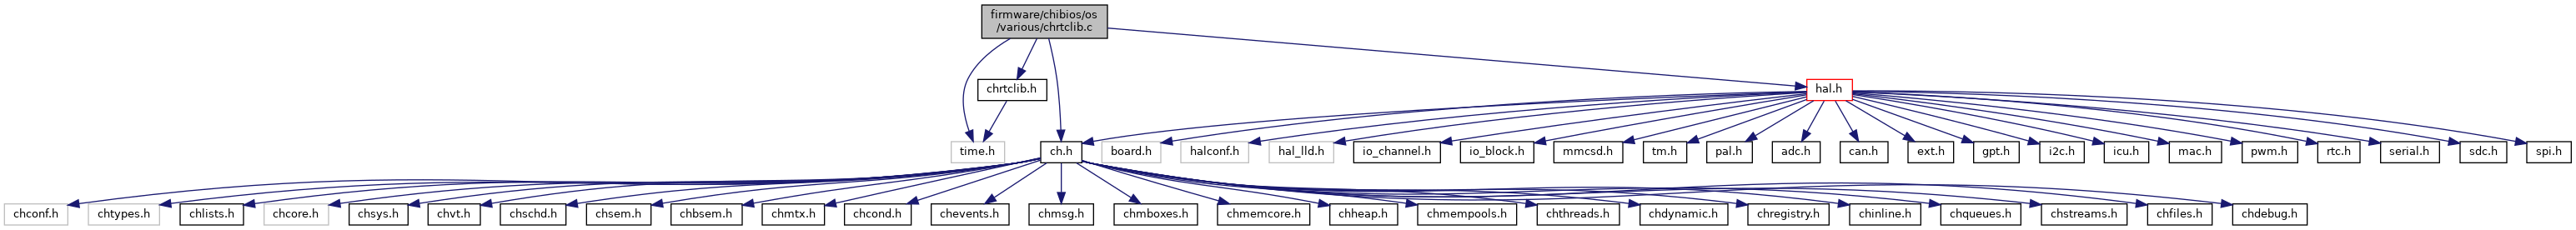 firmware/chibios/os
/various/chrtclib.c
chrtclib.h
hal.h
time.h
ch.h
board.h
halconf.h
hal_lld.h
io_channel.h
io_block.h
mmcsd.h
tm.h
pal.h
adc.h
can.h
ext.h
gpt.h
i2c.h
icu.h
mac.h
pwm.h
rtc.h
serial.h
sdc.h
spi.h
chconf.h
chtypes.h
chlists.h
chcore.h
chsys.h
chvt.h
chschd.h
chsem.h
chbsem.h
chmtx.h
chcond.h
chevents.h
chmsg.h
chmboxes.h
chmemcore.h
chheap.h
chmempools.h
chthreads.h
chdynamic.h
chregistry.h
chinline.h
chqueues.h
chstreams.h
chfiles.h
chdebug.h